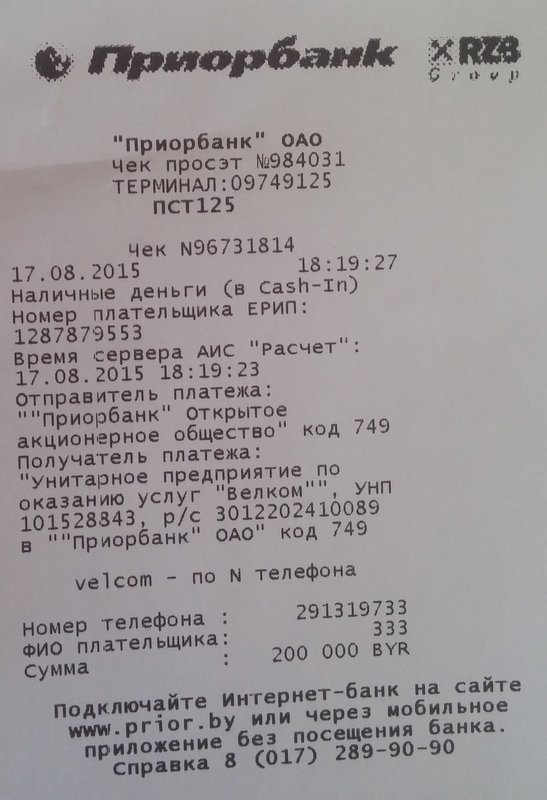 Приорбанк RZB
Group
"Приорбанк" ОАО
Чек просэт №984031
ТЕРМИНАЛ:09749125
ПСТ125
Чек N96731814
17.08.2015 18:19:27
Наличные деньги (в Cash-In)
Номер плательщика ЕРИП:
1287879553
Время сервера АИС "Расчет":
17.08.2015 18:19:23
Отправитель платежа:
""Приорбанк" Открытое
акционерное общество" код 749
Получатель платежа:
"Унитарное предприятие по
оказанию услуг "Велком"", УНП
101528843, р/с 3012202410089
в ""Приорбанк" ОАО" код 749
velcom - по N телефона
Номер телефона : 291319733
ФИО плательщика: 333
Сумма : 200 000 BYR
Подключайте Интернет-банк на сайте
www.prior.by или через мобильное
приложение без посещения банка.
Справка 8 (017) 289-90-90